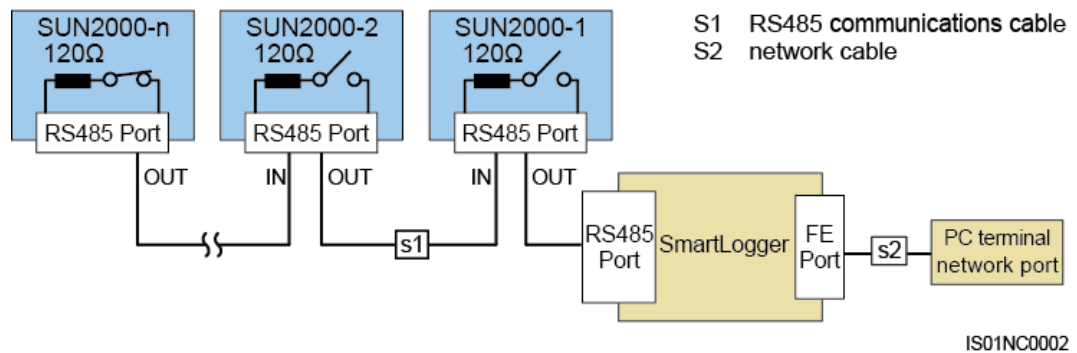 SUN2000-n
120Ω
RS485 Port
OUT
SUN2000-2
120Ω
RS485 Port
IN
OUT
SUN2000-1
120Ω
RS485 Port
IN
OUT
S1 RS485 communications cable
S2 network cable
s1
RS485
Port
SmartLogger
FE
Port
s2
PC terminal
network port
IS01NC0002